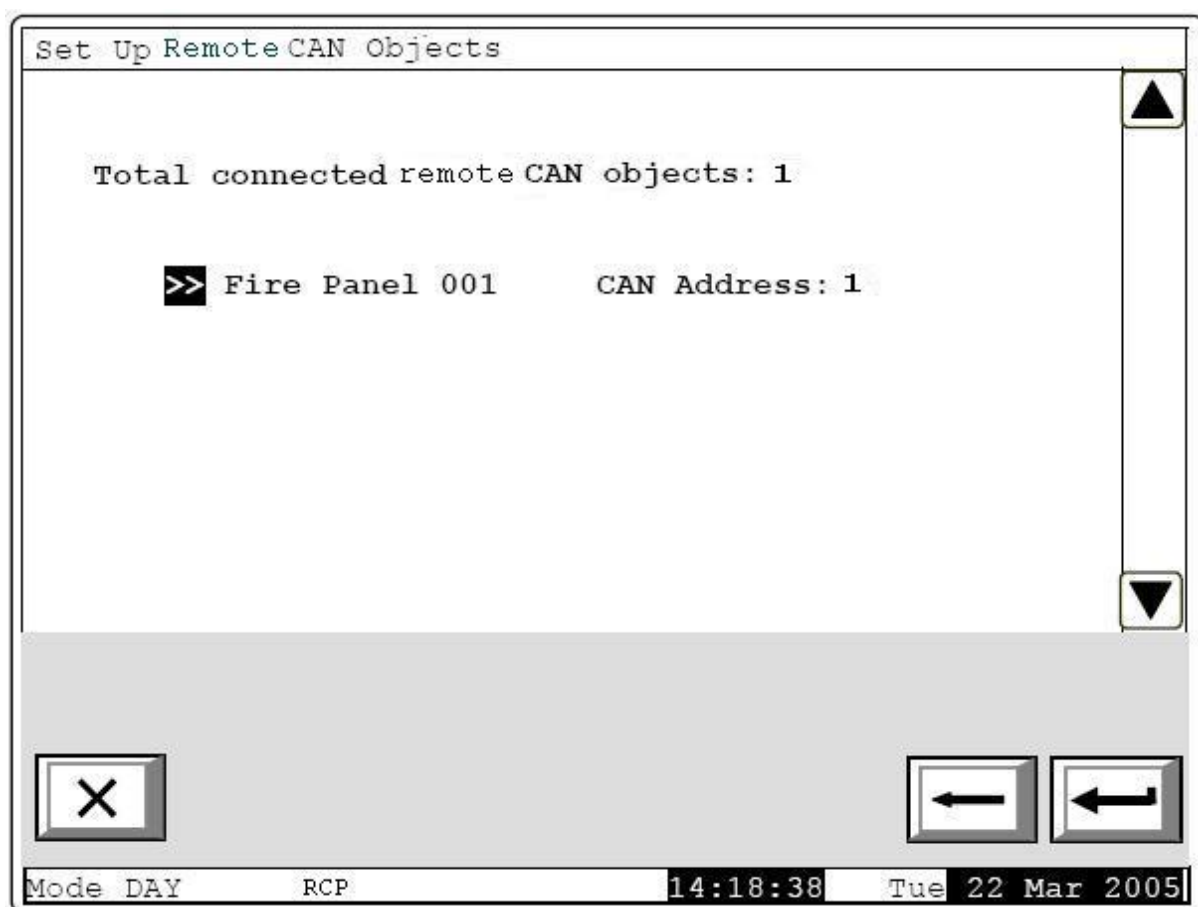 Set Up Remote CAN Objects
Total connected remote CAN objects: 1
>> Fire Panel 001 CAN Address: 1
Mode DAY RCP 14:18:38 Tue 22 Mar 2005